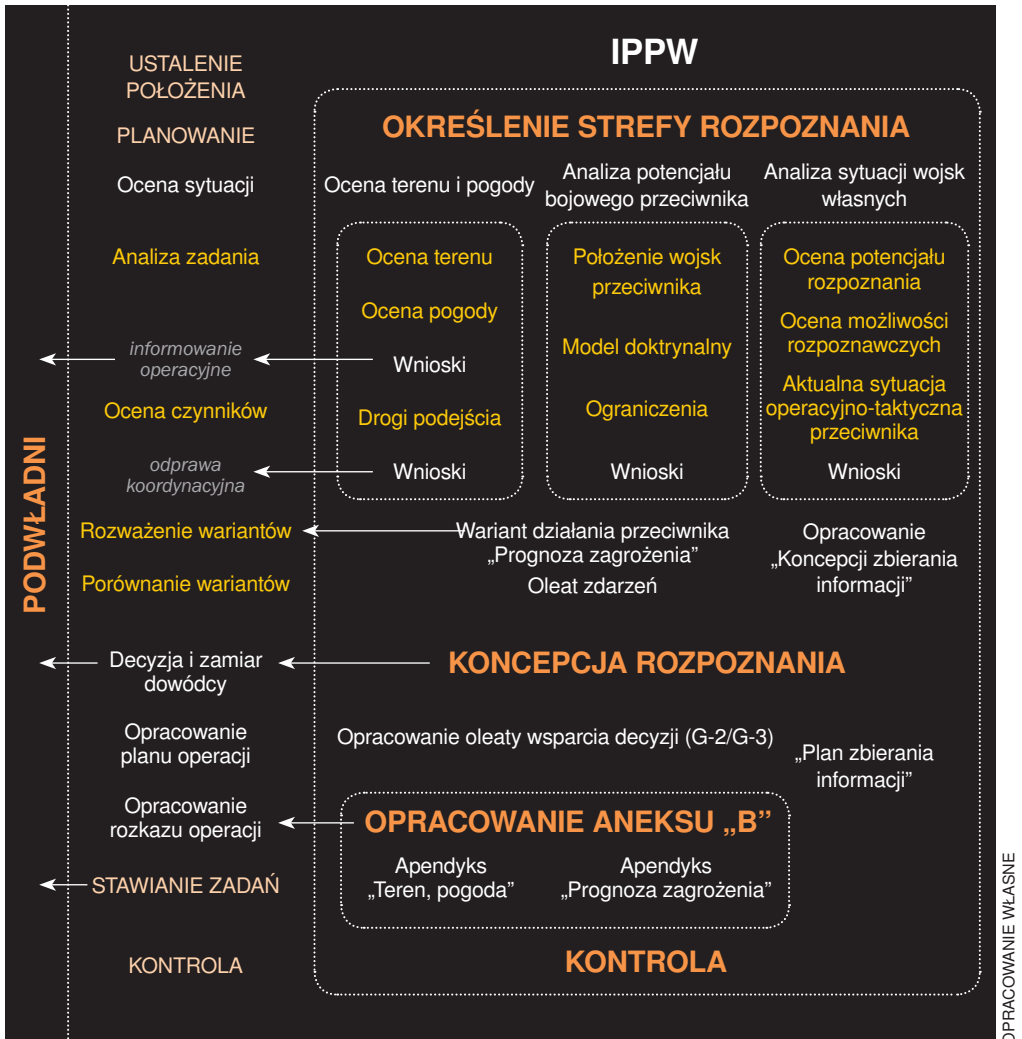 IPPW
USTALENIE
POŁOŻENIA
PLANOWANIE
Ocena sytuacji
Analiza zadania
informowanie
operacyjne
Ocena czynników
odprawa
koordynacyjna
Rozważenie wariantów
Porównanie wariantów
Decyzja i zamiar
dowódcy
Opracowanie
planu operacji
Opracowanie
rozkazu operacji
STAWIANIE ZADAŃ
KONTROLA
PODWŁADNI
OKREŚLENIE STREFY ROZPOZNANIA
Ocena terenu i pogody
Ocena terenu
Ocena pogody
Wnioski
Drogi podejścia
Wnioski
Analiza potencjału
bojowego przeciwnika
Położenie wojsk
przeciwnika
Model doktrynalny
Ograniczenia
Wnioski
Analiza sytuacji wojsk
własnych
Ocena potencjału
rozpoznania
Ocena możliwości
rozpoznawczych
Aktualna sytuacja
operacyjno-taktyczna
przeciwnika
Wnioski
Wariant działania przeciwnika
„Prognoza zagrożenia”
Oleat zdarzeń
Opracowanie
„Koncepcji zbierania
informacji”
KONCEPCJA ROZPOZNANIA
Opracowanie oleaty wsparcia decyzji (G-2/G-3)
„Plan zbierania
informacji”
OPRACOWANIE ANEKSU „B”
Apendyks
„Teren, pogoda”
Apendyks
„Prognoza zagrożenia”
KONTROLA
OPRACOWANIE WŁASNE